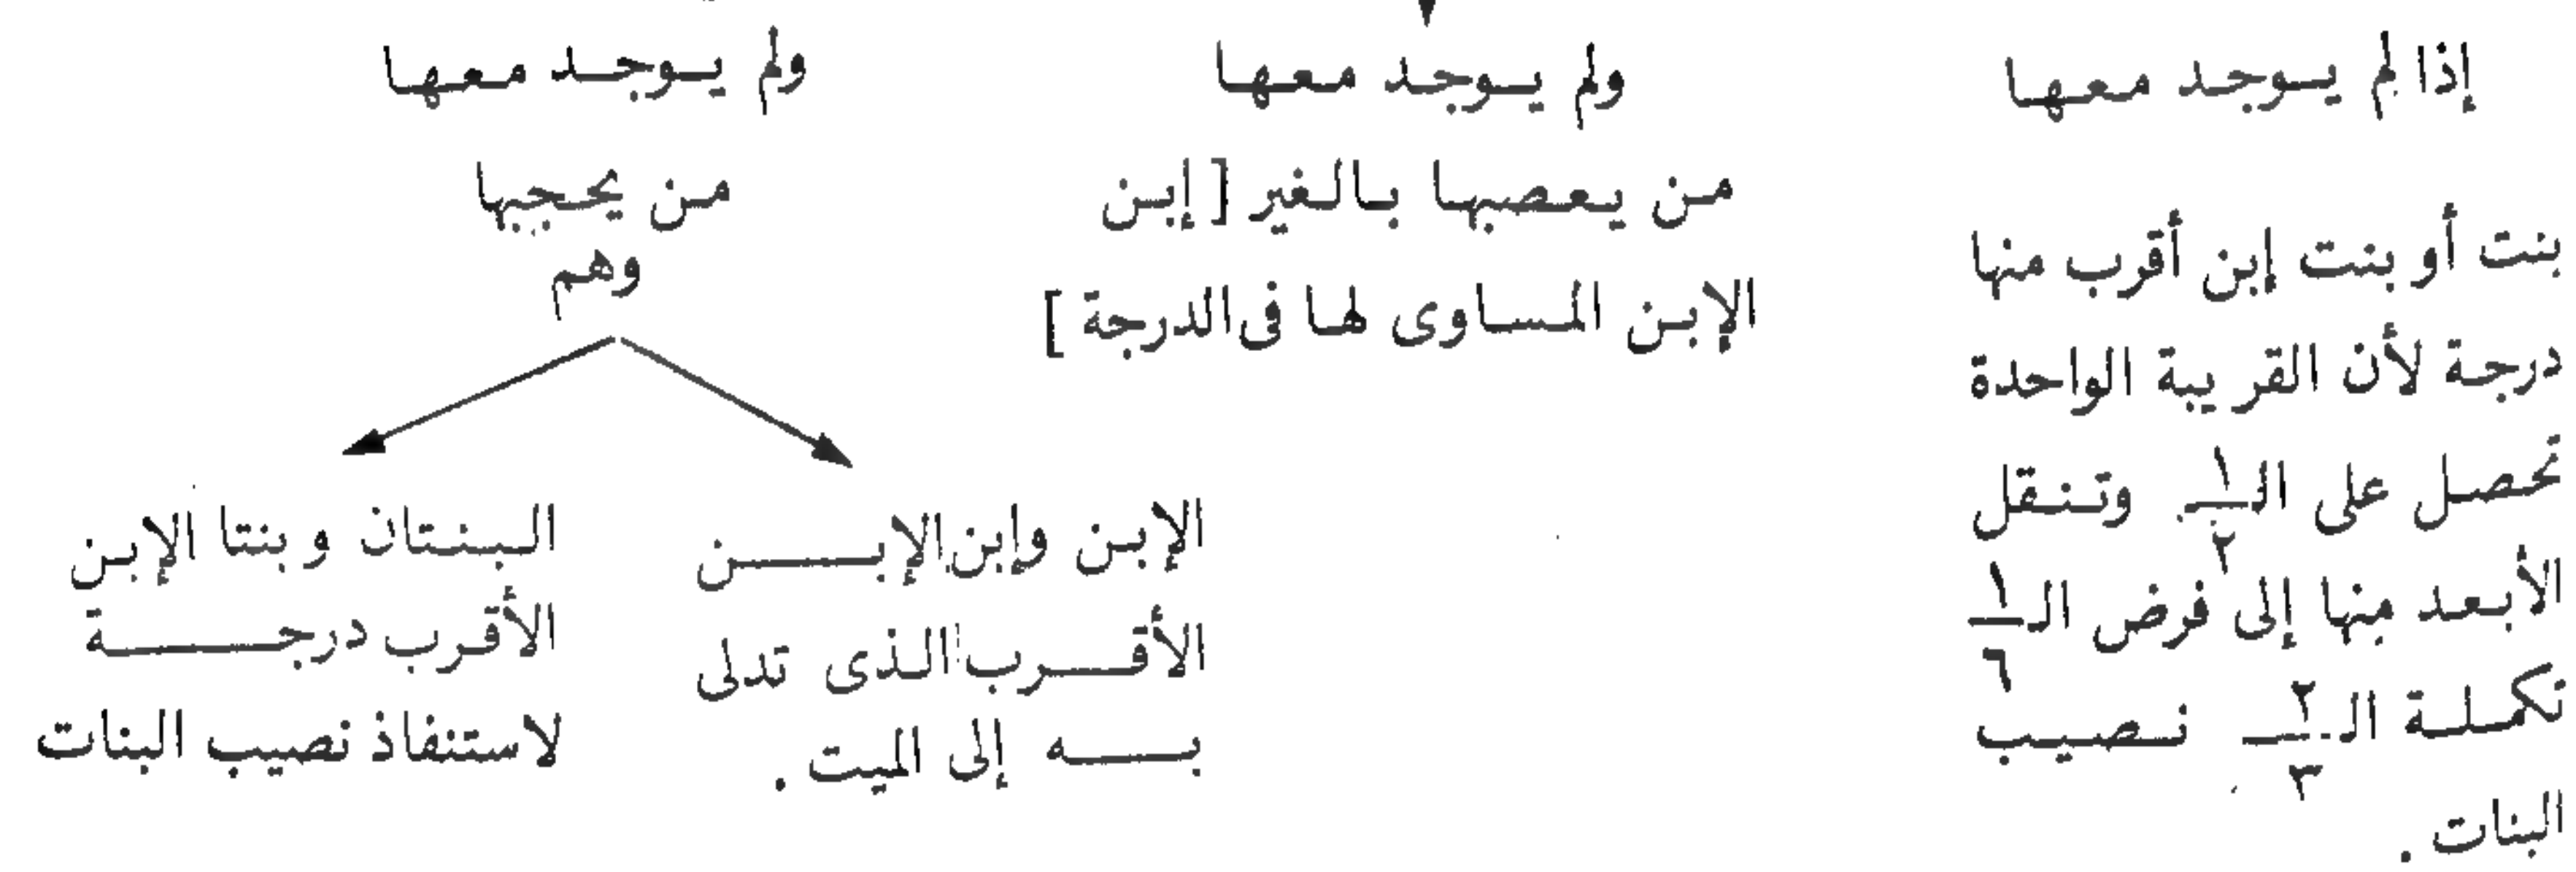 إذا لم يوجد معها
بنت أو بنت إبن أقرب منها
درجة لأن القريبة الواحدة
تحصل على الـ ١/٢ وتنقل
الأبعد منها إلى فرض الـ ١/٦
تكملة الـ ٢/٣ نصيب
البنات .
ولم يوجد معها
من يعصبها بالغير [ إبن
الإبن المساوى لها فى الدرجة ]
ولم يوجد معها
من يحجبها
وهم
الإبن وإبن الإبن
الأقرب الذى تدلى
به إلى الميت .
البنتان وبنتا الإبن
الأقرب درجة
لاستنفاذ نصيب البنات